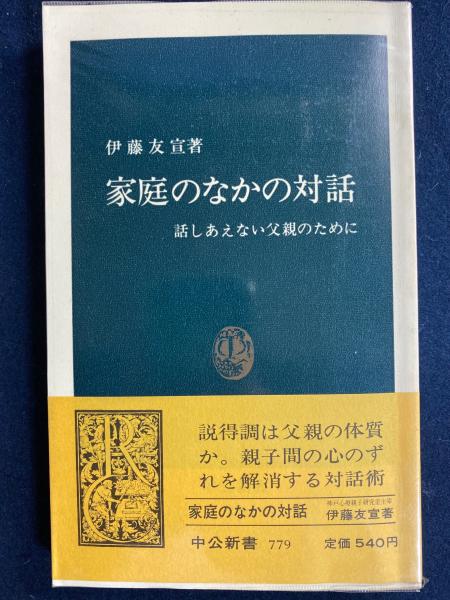 伊藤友宣著
家庭のなかの対話
話しあえない父親のために
説得調は父親の体質
か。親子間の心のず
れを解消する対話術
家庭のなかの対話
伊藤友宣著
中公新書 779 定価 540円